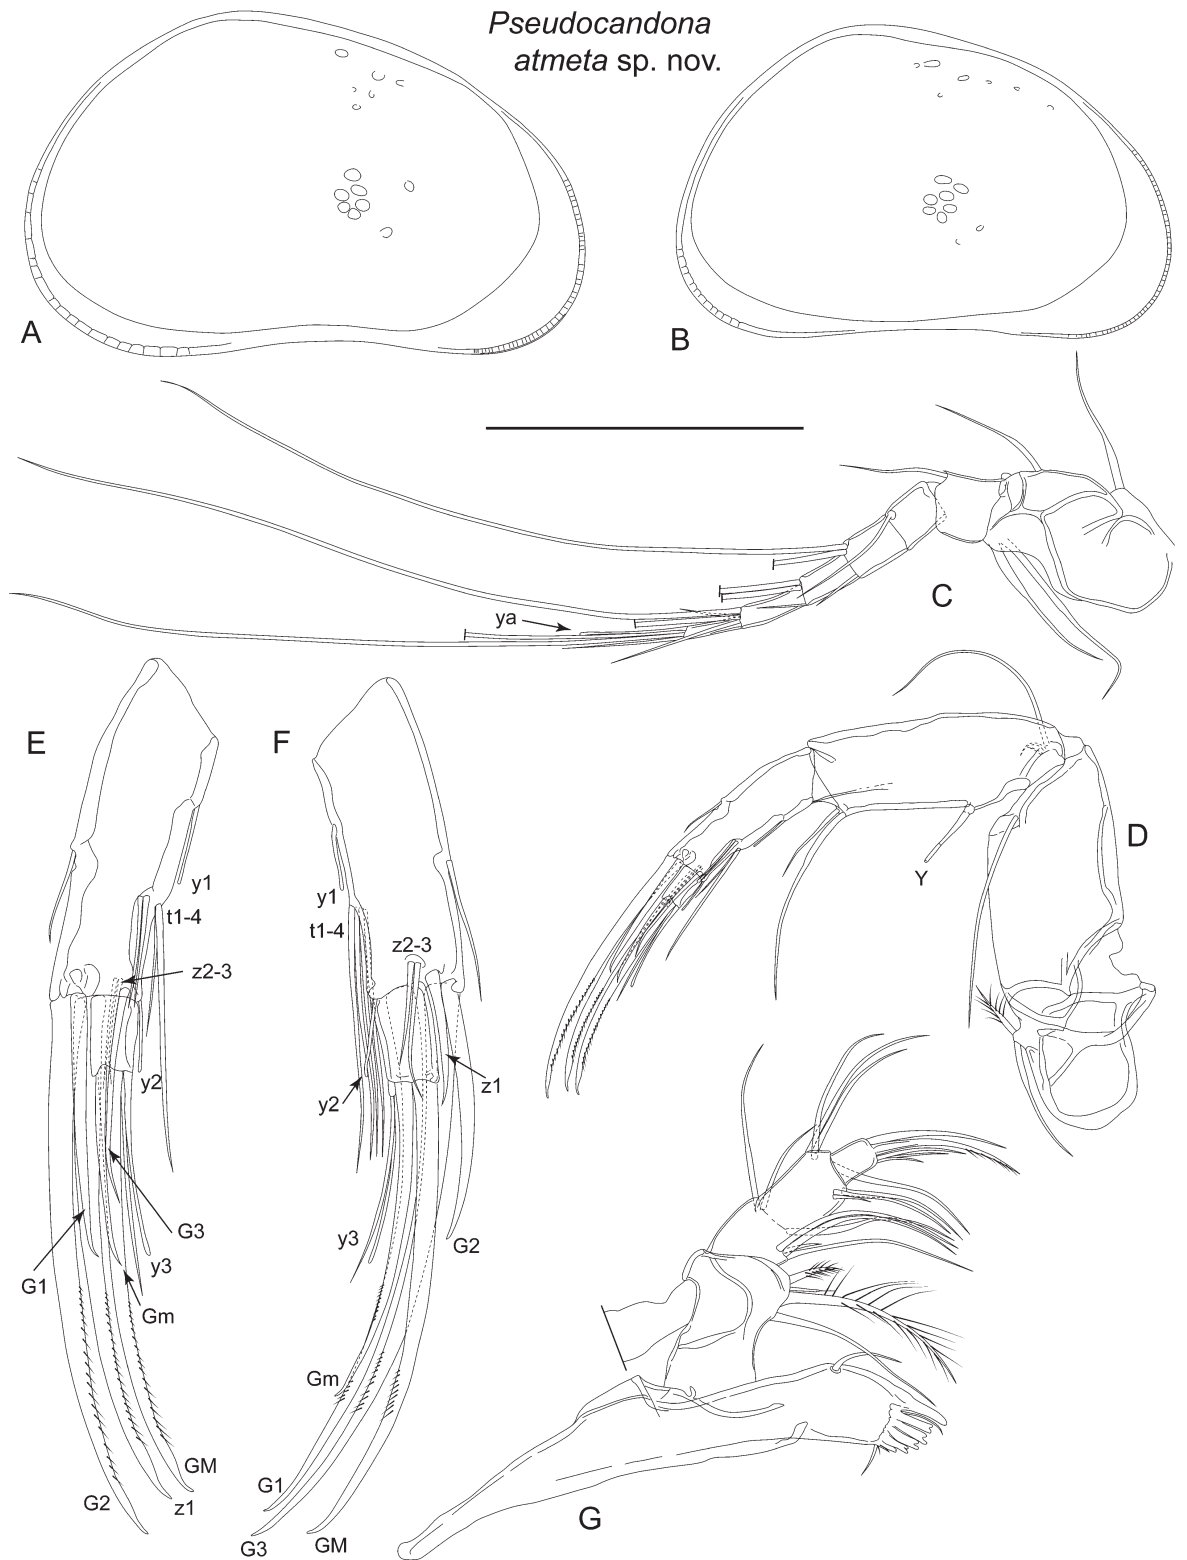 Pseudocandona
atmeta sp. nov.
A
B
C
ya
D
Y
E
y1
t1-4
z2-3
y2
G3
G1
y3
Gm
GM
G2
z1
F
y1
t1-4
z2-3
y2
z1
y3
G2
Gm
G1
G3
GM
G